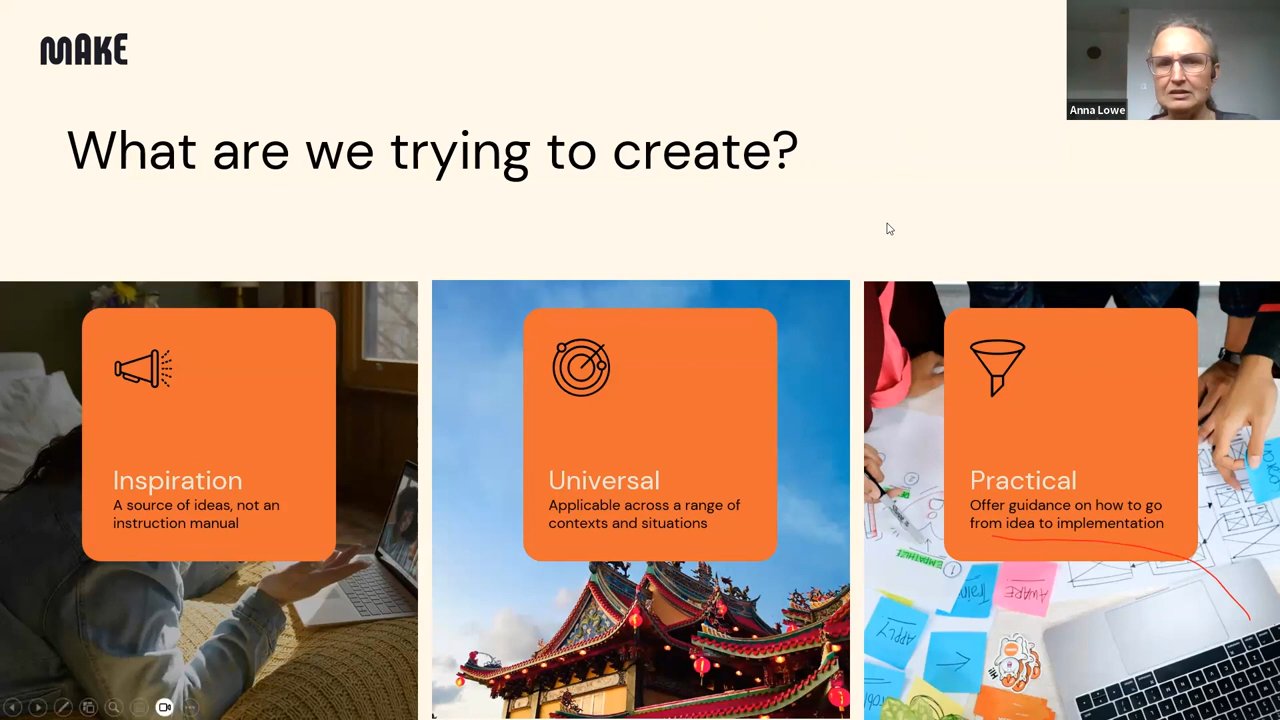 MAKE
Anna Lowe
What are we trying to create?
Inspiration
A source of ideas, not an
instruction manual
Universal
Applicable across a range of
contexts and situations
Practical
Offer guidance on how to go
from idea to implementation
AWARE
APPLY